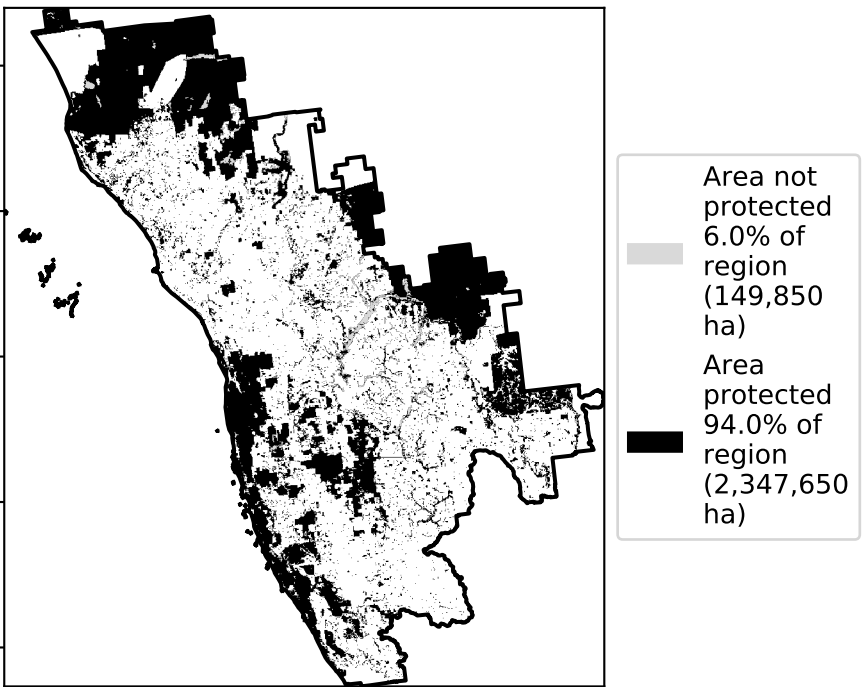 Area not
protected
6.0% of
region
(149,850
ha)
Area
protected
94.0% of
region
(2,347,650
ha)